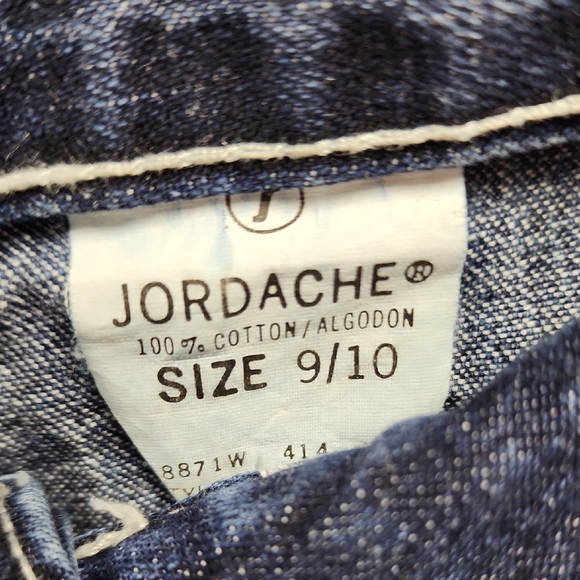 J
JORDACHE®
100% COTTON/ALGODON
SIZE 9/10
8871W 414